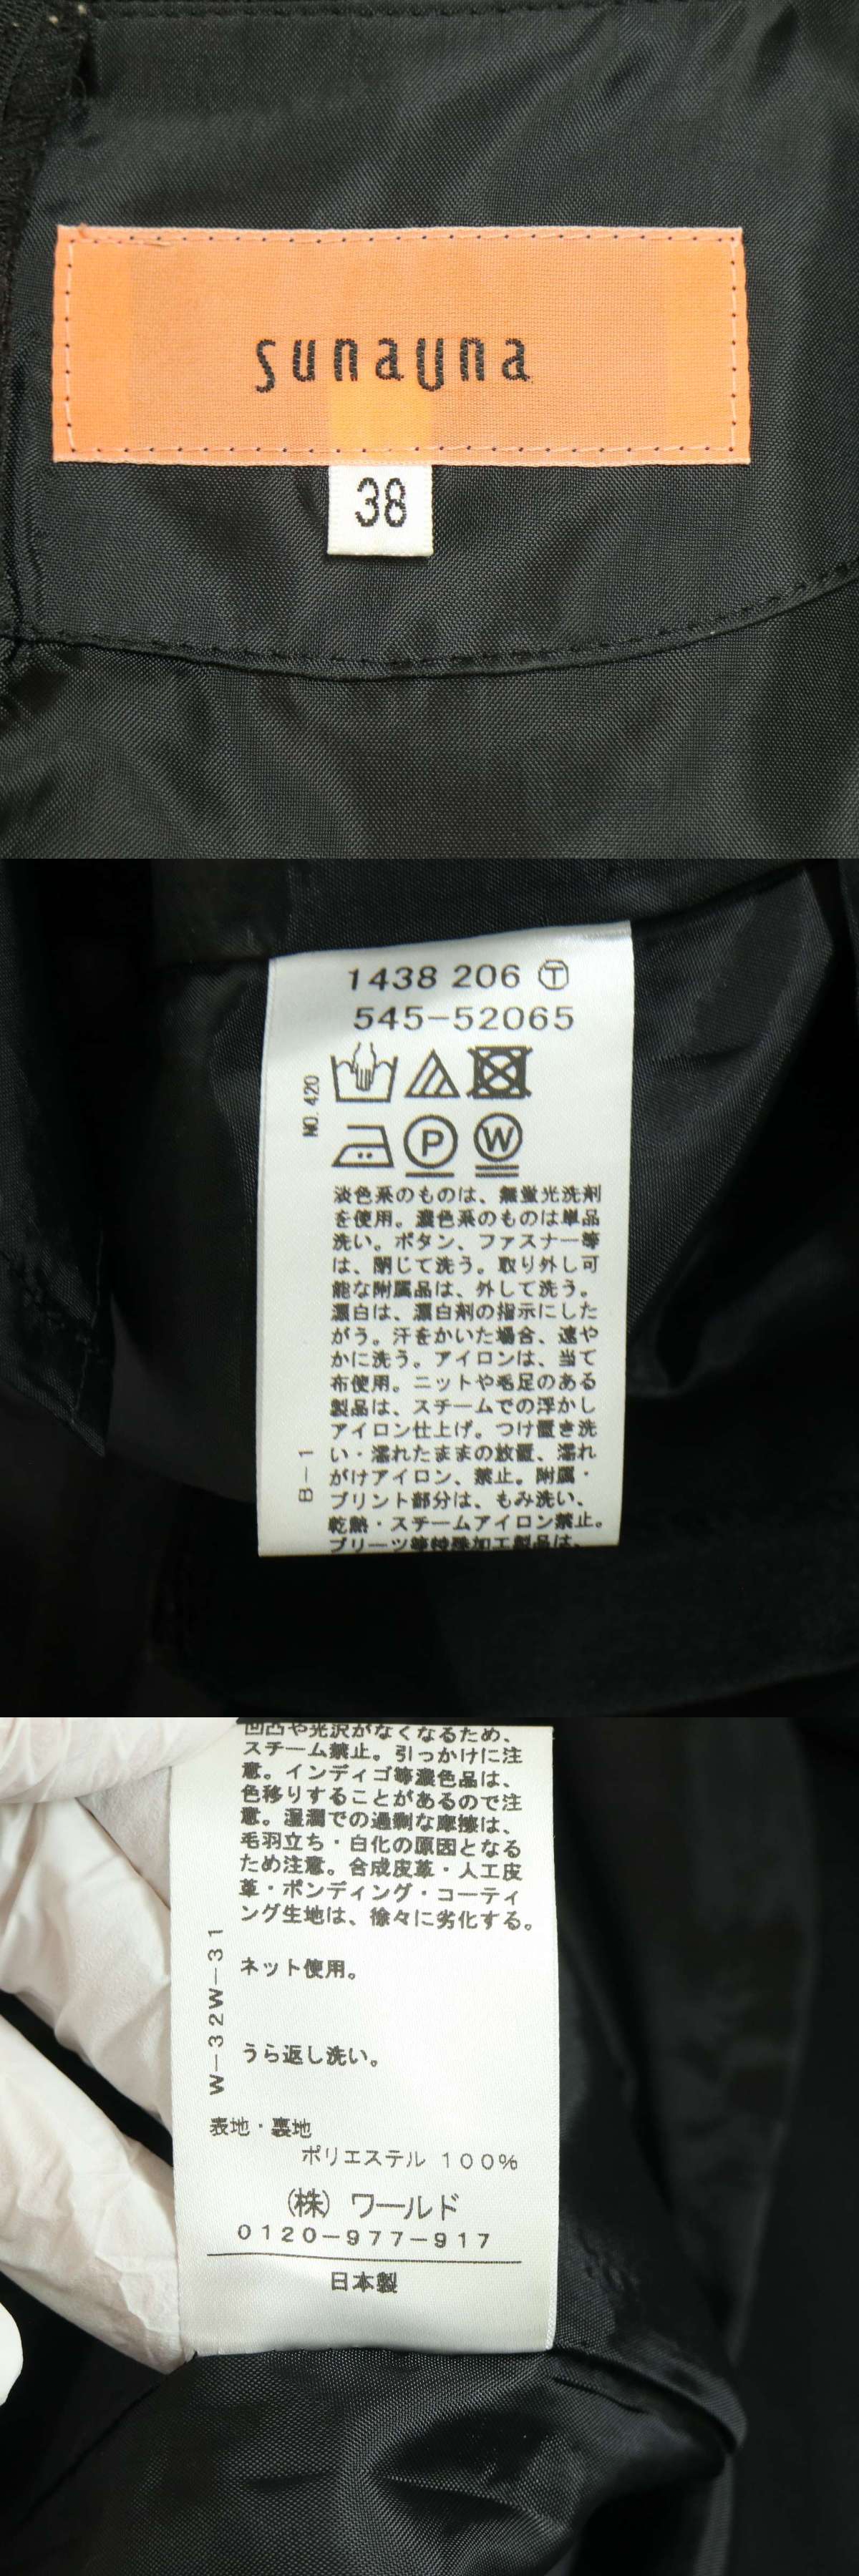 sunauna
38
1438 206 Ⓣ
545-52065
NO.420
P
W
淡色系のものは、無蛍光洗剤
を使用。濃色系のものは単品
洗い。ボタン、ファスナー等
は、閉じて洗う。取り外し可
能な附属品は、外して洗う。
漂白は、漂白剤の指示にした
がう。汗をかいた場合、速や
かに洗う。アイロンは、当て
布使用。ニットや毛足のある
製品は、スチームでの浮かし
アイロン仕上げ。つけ置き洗
い・濡れたままの放置、濡れ
がけアイロン、禁止。附属・
プリント部分は、もみ洗い、
乾熱・スチームアイロン禁止。
プリーツ等特殊加工製品は、
B-1
凹凸や光沢がなくなるため、
スチーム禁止。引っかけに注
意。インディゴ等濃色品は、
色移りすることがあるので注
意。湿潤での過剰な摩擦は、
毛羽立ち・白化の原因となる
ため注意。合成皮革・人工皮
革・ボンディング・コーティ
ング生地は、徐々に劣化する。
W-32W-31
ネット使用。
うら返し洗い。
表地・裏地
ポリエステル 100%
(株) ワールド
0120-977-917
日本製